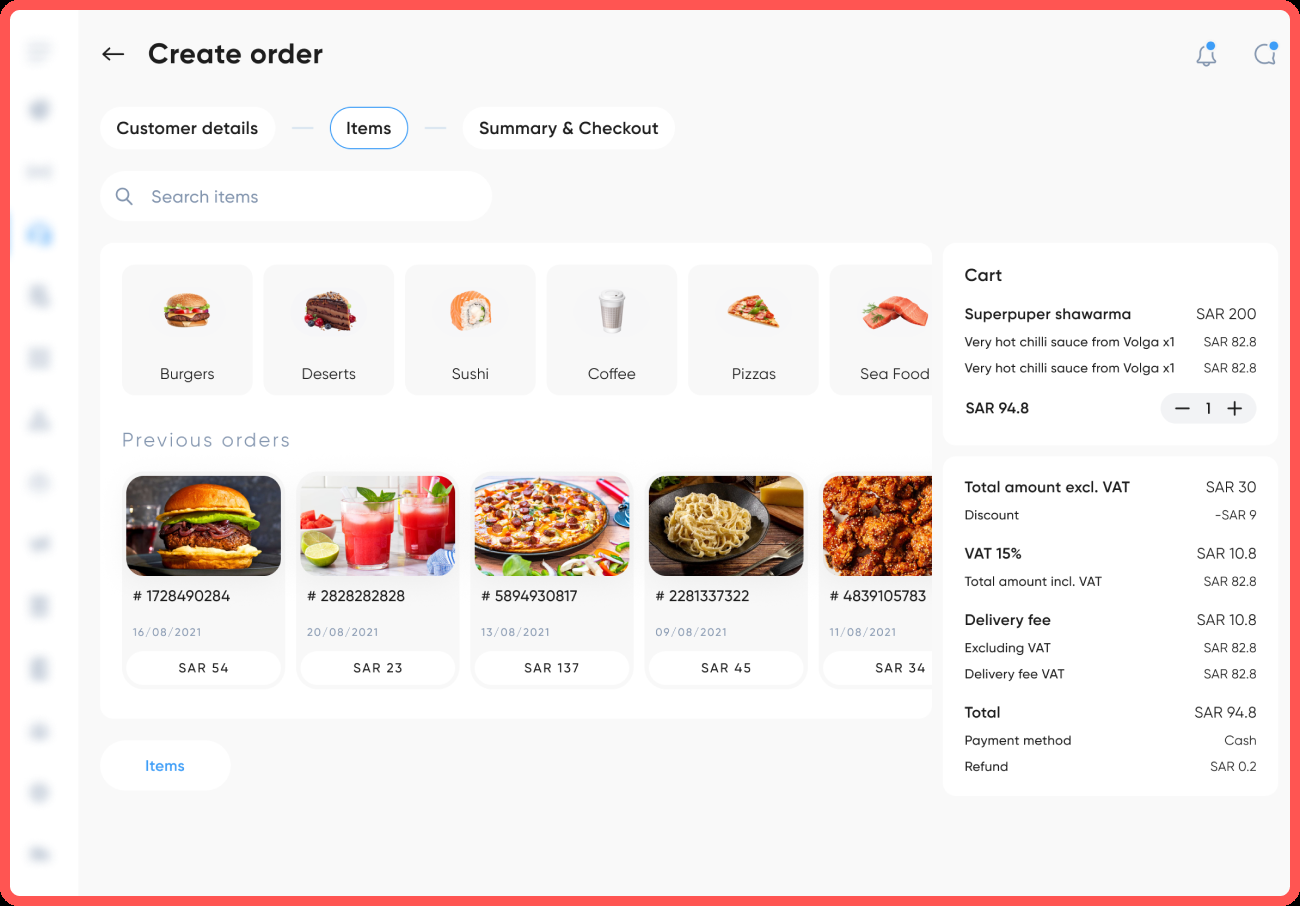 Create order
Customer details
Items
Summary & Checkout
Search items
Burgers
Deserts
Sushi
Coffee
Pizzas
Sea Food
Previous orders
# 1728490284
16/08/2021
SAR 54
# 2828282828
20/08/2021
SAR 23
# 5894930817
13/08/2021
SAR 137
# 2281337322
09/08/2021
SAR 45
# 4839105783
11/08/2021
SAR 34
Items
Cart
Superpuper shawarma SAR 200
Very hot chilli sauce from Volga x1 SAR 82.8
Very hot chilli sauce from Volga x1 SAR 82.8
SAR 94.8 — 1 +
Total amount excl. VAT SAR 30
Discount -SAR 9
VAT 15% SAR 10.8
Total amount incl. VAT SAR 82.8
Delivery fee SAR 10.8
Excluding VAT SAR 82.8
Delivery fee VAT SAR 82.8
Total SAR 94.8
Payment method Cash
Refund SAR 0.2